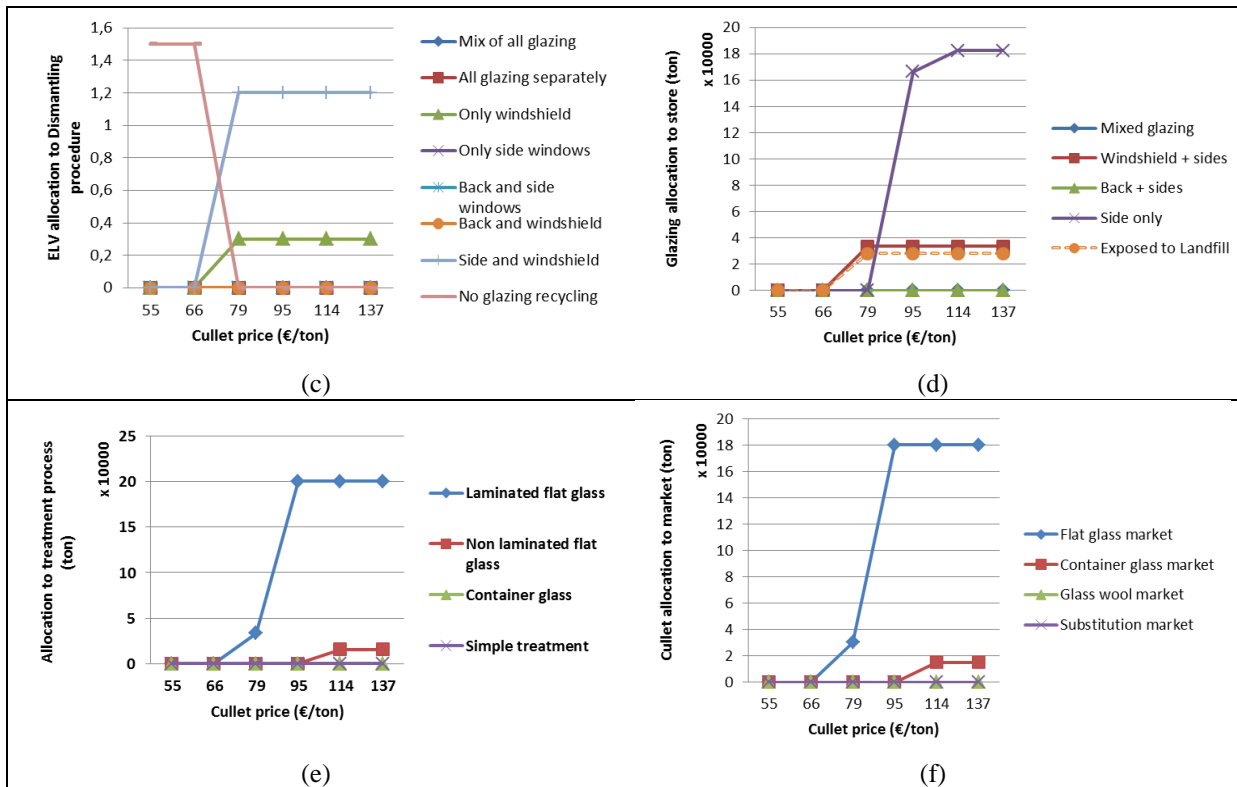 ELV allocation to Dismantling
procedure
1,6
1,4
1,2
1
0,8
0,6
0,4
0,2
0
55 66 79 95 114 137
Cullet price (€/ton)
Mix of all glazing
All glazing separately
Only windshield
Only side windows
Back and side
windows
Back and windshield
Side and windshield
No glazing recycling
(c)
Glazing allocation to store (ton)
x 10000
20
18
16
14
12
10
8
6
4
2
0
55 66 79 95 114 137
Cullet price (€/ton)
Mixed glazing
Windshield + sides
Back + sides
Side only
Exposed to Landfill
(d)
Allocation to treatment process
(ton)
x 10000
25
20
15
10
5
0
55 66 79 95 114 137
Cullet price (€/ton)
Laminated flat glass
Non laminated flat
glass
Container glass
Simple treatment
(e)
Cullet allocation to market (ton)
x 10000
20
18
16
14
12
10
8
6
4
2
0
55 66 79 95 114 137
Cullet price (€/ton)
Flat glass market
Container glass market
Glass wool market
Substitution market
(f)